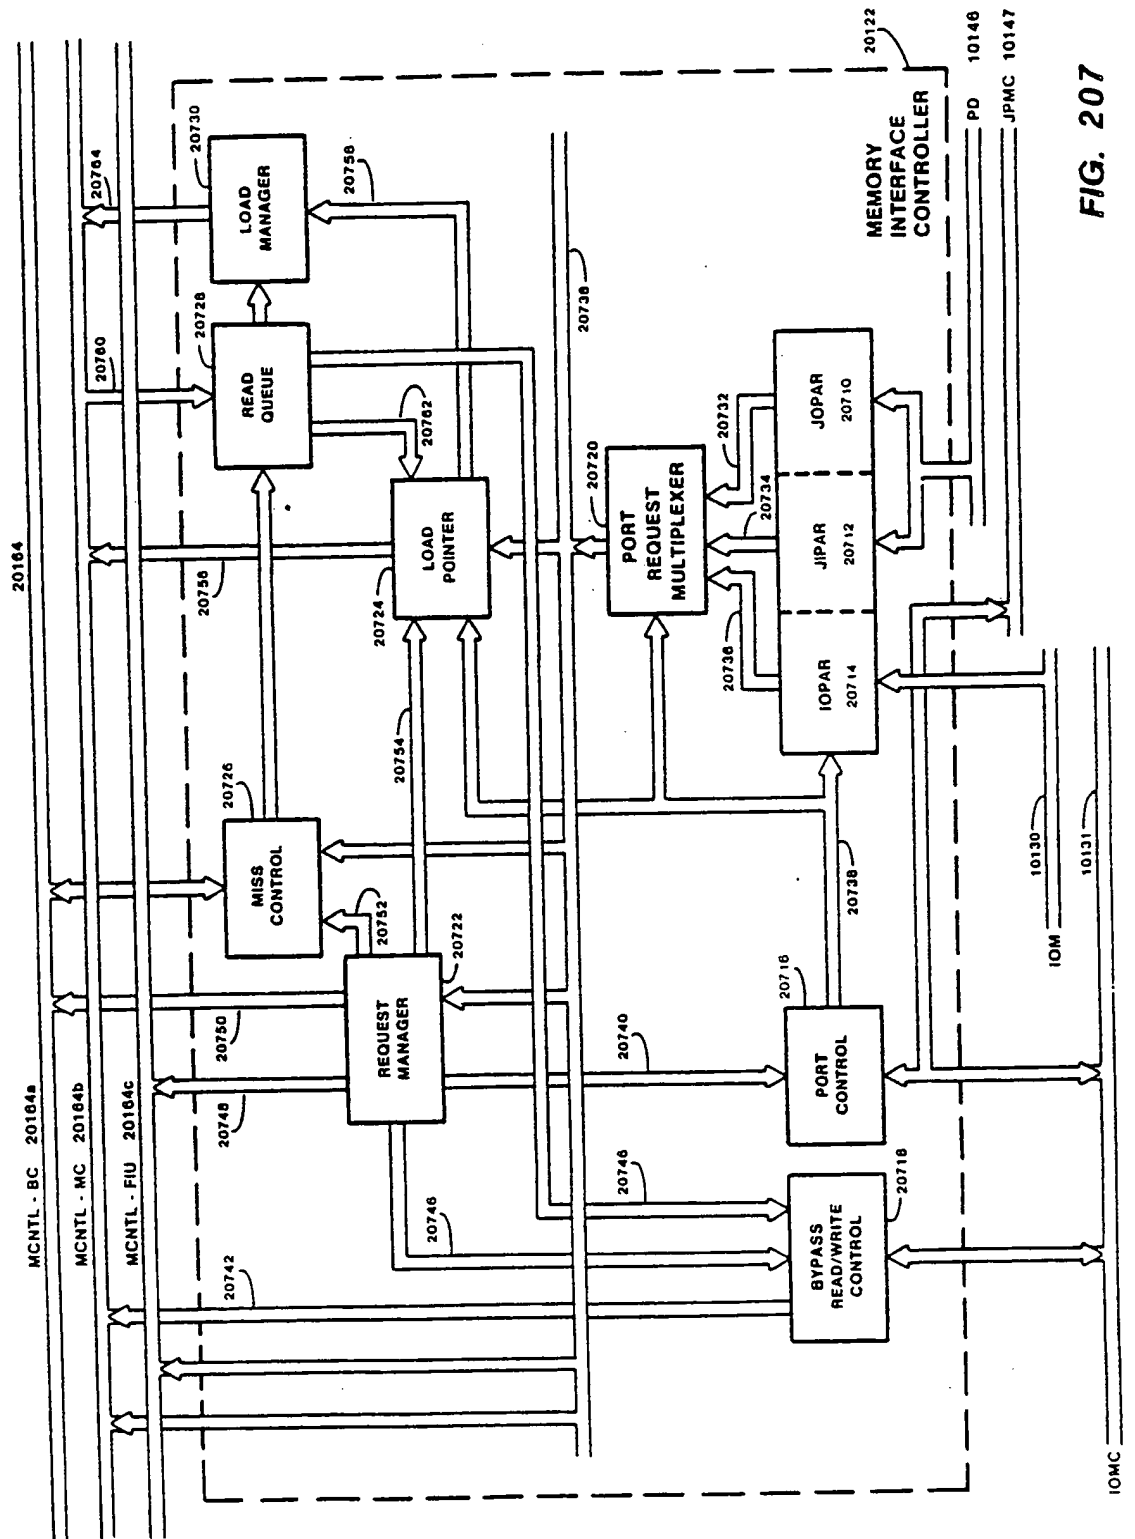 20164
MCNTL - BC 20164a
MCNTL - MC 20164b
MCNTL - FIU 20164c
20742
20748
20750
20756
20760
20764
REQUEST
MANAGER
20722
20752
MISS
CONTROL
20726
READ
QUEUE
20728
LOAD
MANAGER
20730
20746
20754
20762
20758
LOAD
POINTER
20724
20738
20746
20740
PORT
REQUEST
MULTIPLEXER
20720
20736
20734
20732
BYPASS
READ/WRITE
CONTROL
20718
PORT
CONTROL
20716
20738
IOPAR
20714
JIPAR
20712
JOPAR
20710
MEMORY
INTERFACE
CONTROLLER
20122
PD 10146
JPMC 10147
IOM
10130
10131
IOMC
FIG. 207